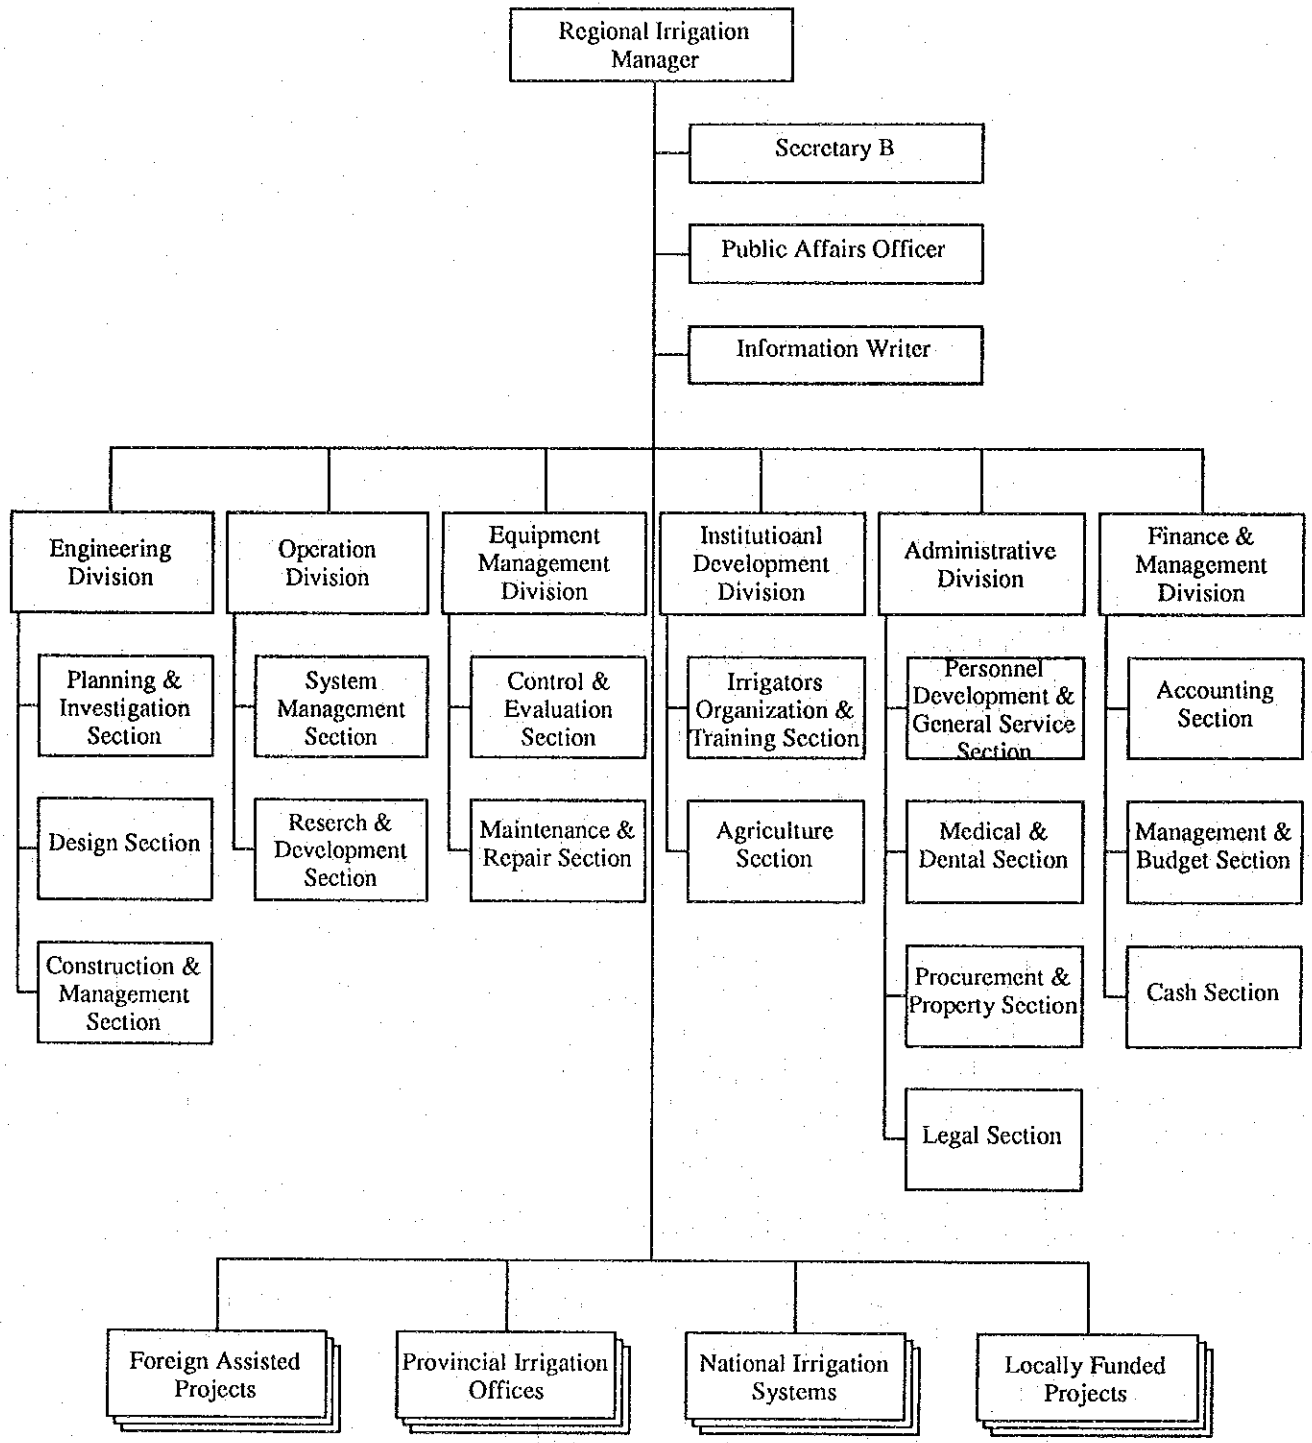 Regional Irrigation
Manager
Secretary B
Public Affairs Officer
Information Writer
Engineering
Division
Operation
Division
Equipment
Management
Division
Institutioanl
Development
Division
Administrative
Division
Finance &
Management
Division
Planning &
Investigation
Section
System
Management
Section
Control &
Evaluation
Section
Irrigators
Organization &
Training Section
Personnel
Development &
General Service
Section
Accounting
Section
Design Section
Reserch &
Development
Section
Maintenance &
Repair Section
Agriculture
Section
Medical &
Dental Section
Management &
Budget Section
Construction &
Management
Section
Procurement &
Property Section
Cash Section
Legal Section
Foreign Assisted
Projects
Provincial Irrigation
Offices
National Irrigation
Systems
Locally Funded
Projects